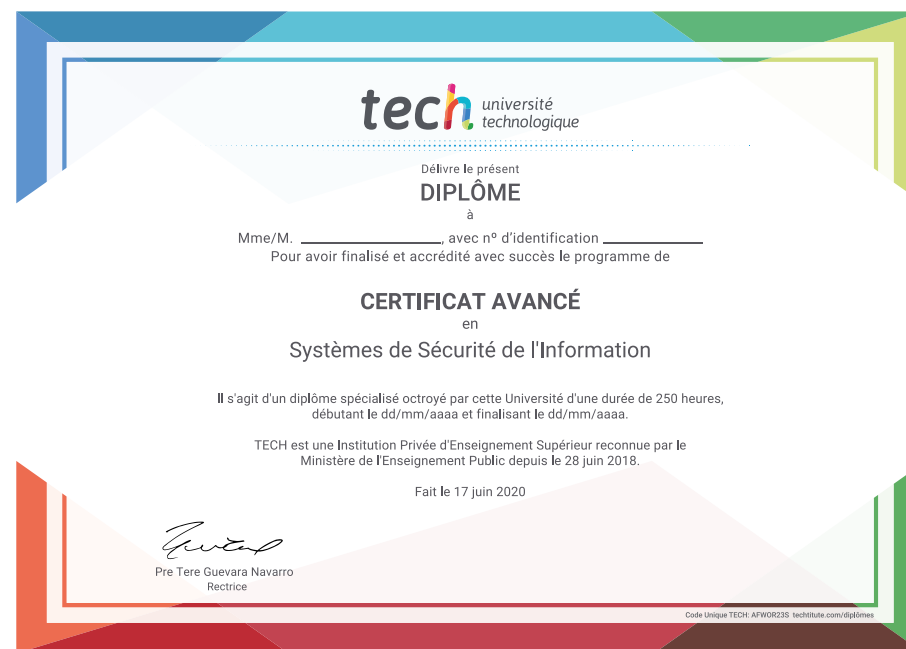 tech université
technologique
Délivre le présent
DIPLÔME
à
Mme/M. ____________, avec nº d'identification ____________
Pour avoir finalisé et accrédité avec succès le programme de
CERTIFICAT AVANCÉ
en
Systèmes de Sécurité de l'Information
Il s'agit d'un diplôme spécialisé octroyé par cette Université d'une durée de 250 heures,
débutant le dd/mm/aaaa et finalisant le dd/mm/aaaa.
TECH est une Institution Privée d'Enseignement Supérieur reconnue par le
Ministère de l'Enseignement Public depuis le 28 juin 2018.
Fait le 17 juin 2020
Pre Tere Guevara Navarro
Rectrice
Code Unique TECH: AFWOR23S techtitute.com/diplômes